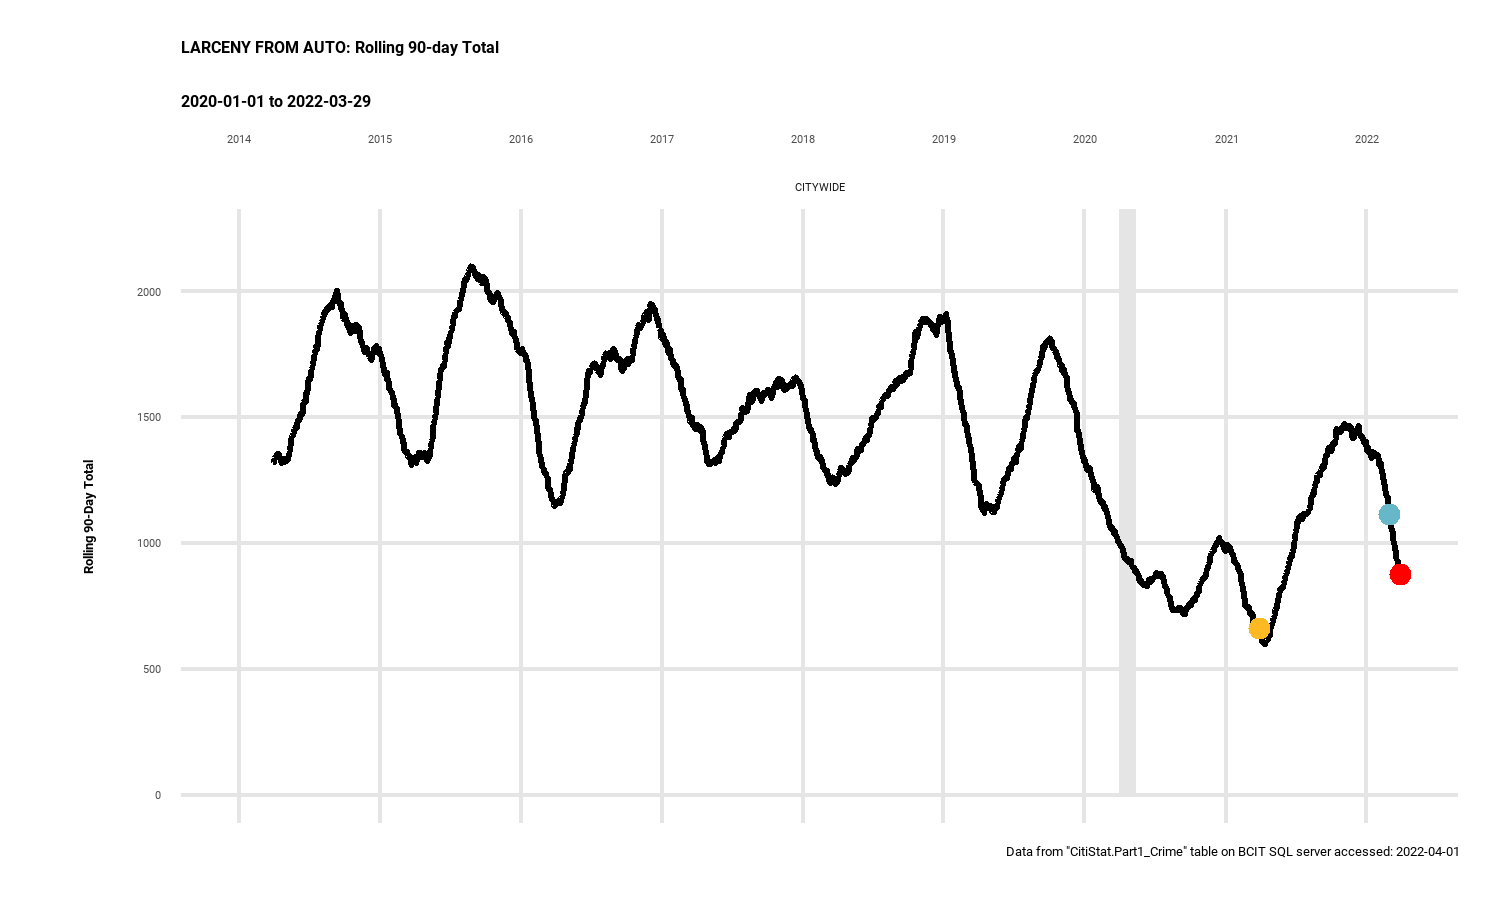 LARCENY FROM AUTO: Rolling 90-day Total
2020-01-01 to 2022-03-29
2014 2015 2016 2017 2018 2019 2020 2021 2022
CITYWIDE
2000
1500
1000
500
0
Rolling 90-Day Total
Data from "CitiStat.Part1_Crime" table on BCIT SQL server accessed: 2022-04-01